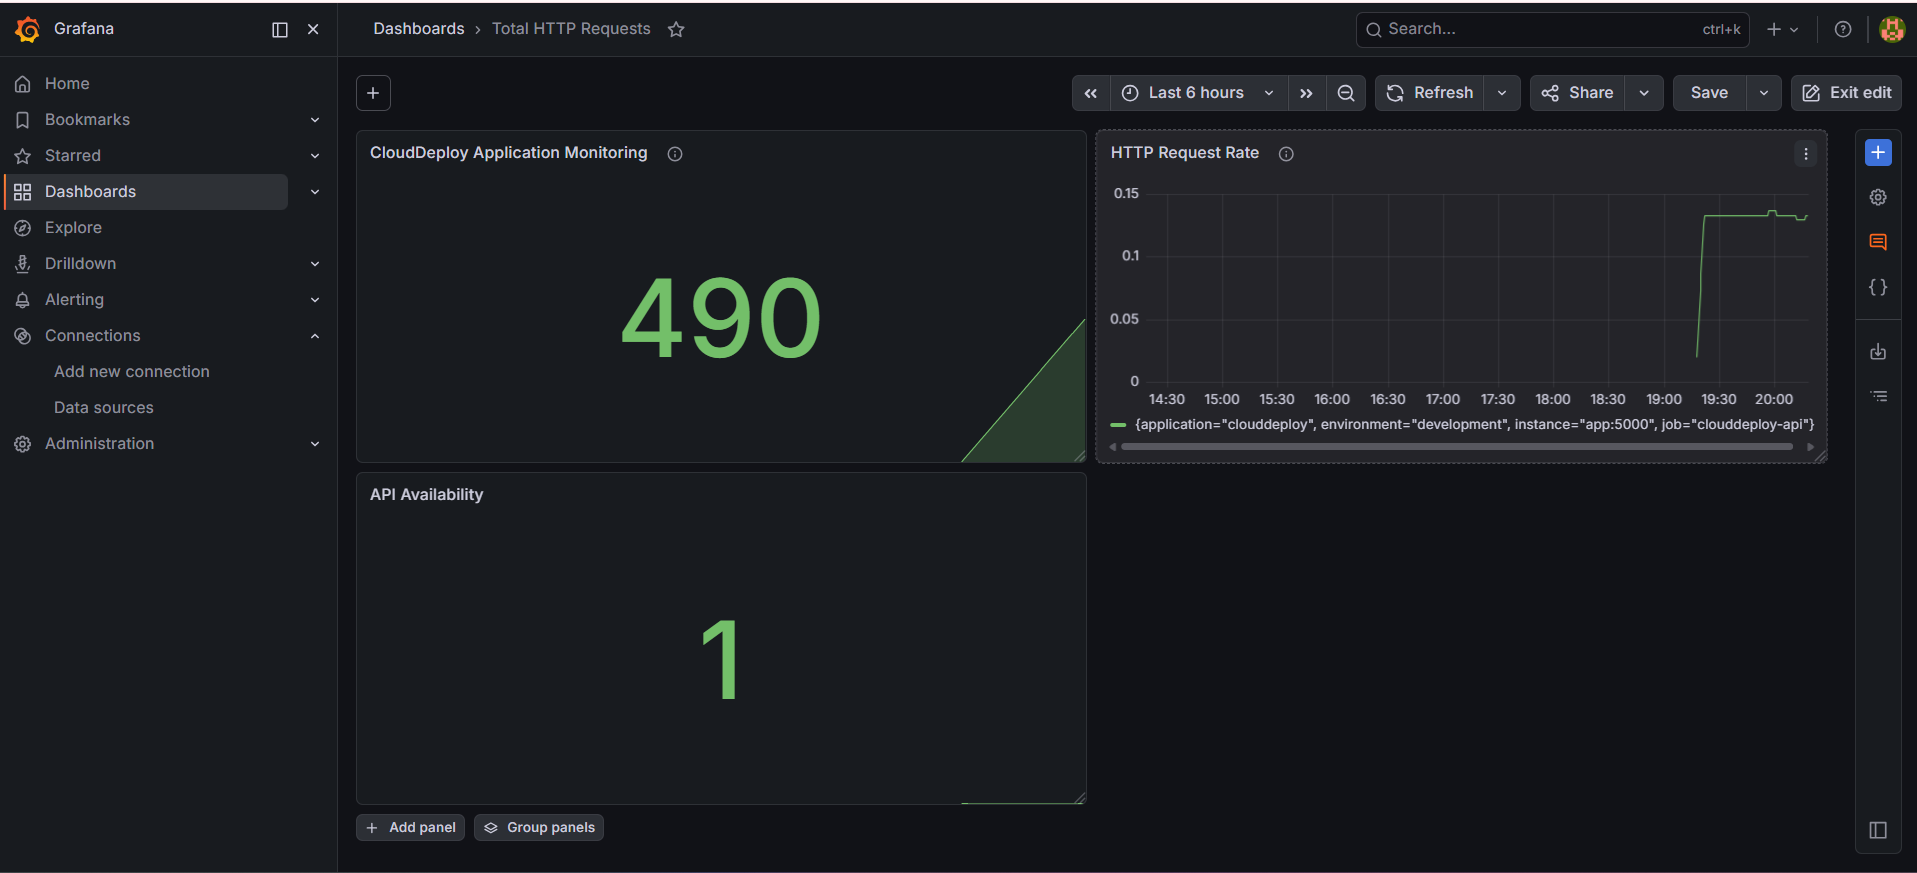 Grafana
Dashboards › Total HTTP Requests
Search...
ctrl+k
Home
Bookmarks
Starred
Dashboards
Explore
Drilldown
Alerting
Connections
Add new connection
Data sources
Administration
Last 6 hours
Refresh
Share
Save
Exit edit
CloudDeploy Application Monitoring
490
HTTP Request Rate
0.15
0.1
0.05
0
14:30 15:00 15:30 16:00 16:30 17:00 17:30 18:00 18:30 19:00 19:30 20:00
{application="clouddeploy", environment="development", instance="app:5000", job="clouddeploy-api"}
API Availability
1
Add panel
Group panels